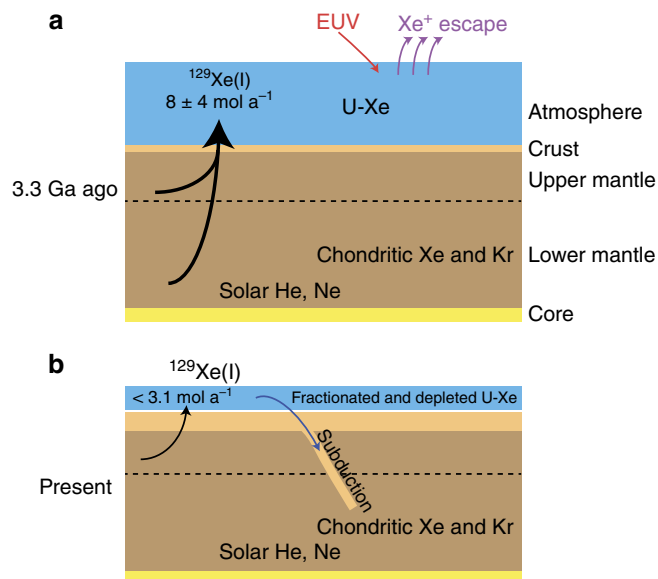 a
EUV
Xe⁺ escape
¹²⁹Xe(I)
8 ± 4 mol a⁻¹
U-Xe
Atmosphere
Crust
Upper mantle
3.3 Ga ago
Chondritic Xe and Kr
Lower mantle
Solar He, Ne
Core
b
¹²⁹Xe(I)
< 3.1 mol a⁻¹
Fractionated and depleted U-Xe
Subduction
Present
Chondritic Xe and Kr
Solar He, Ne